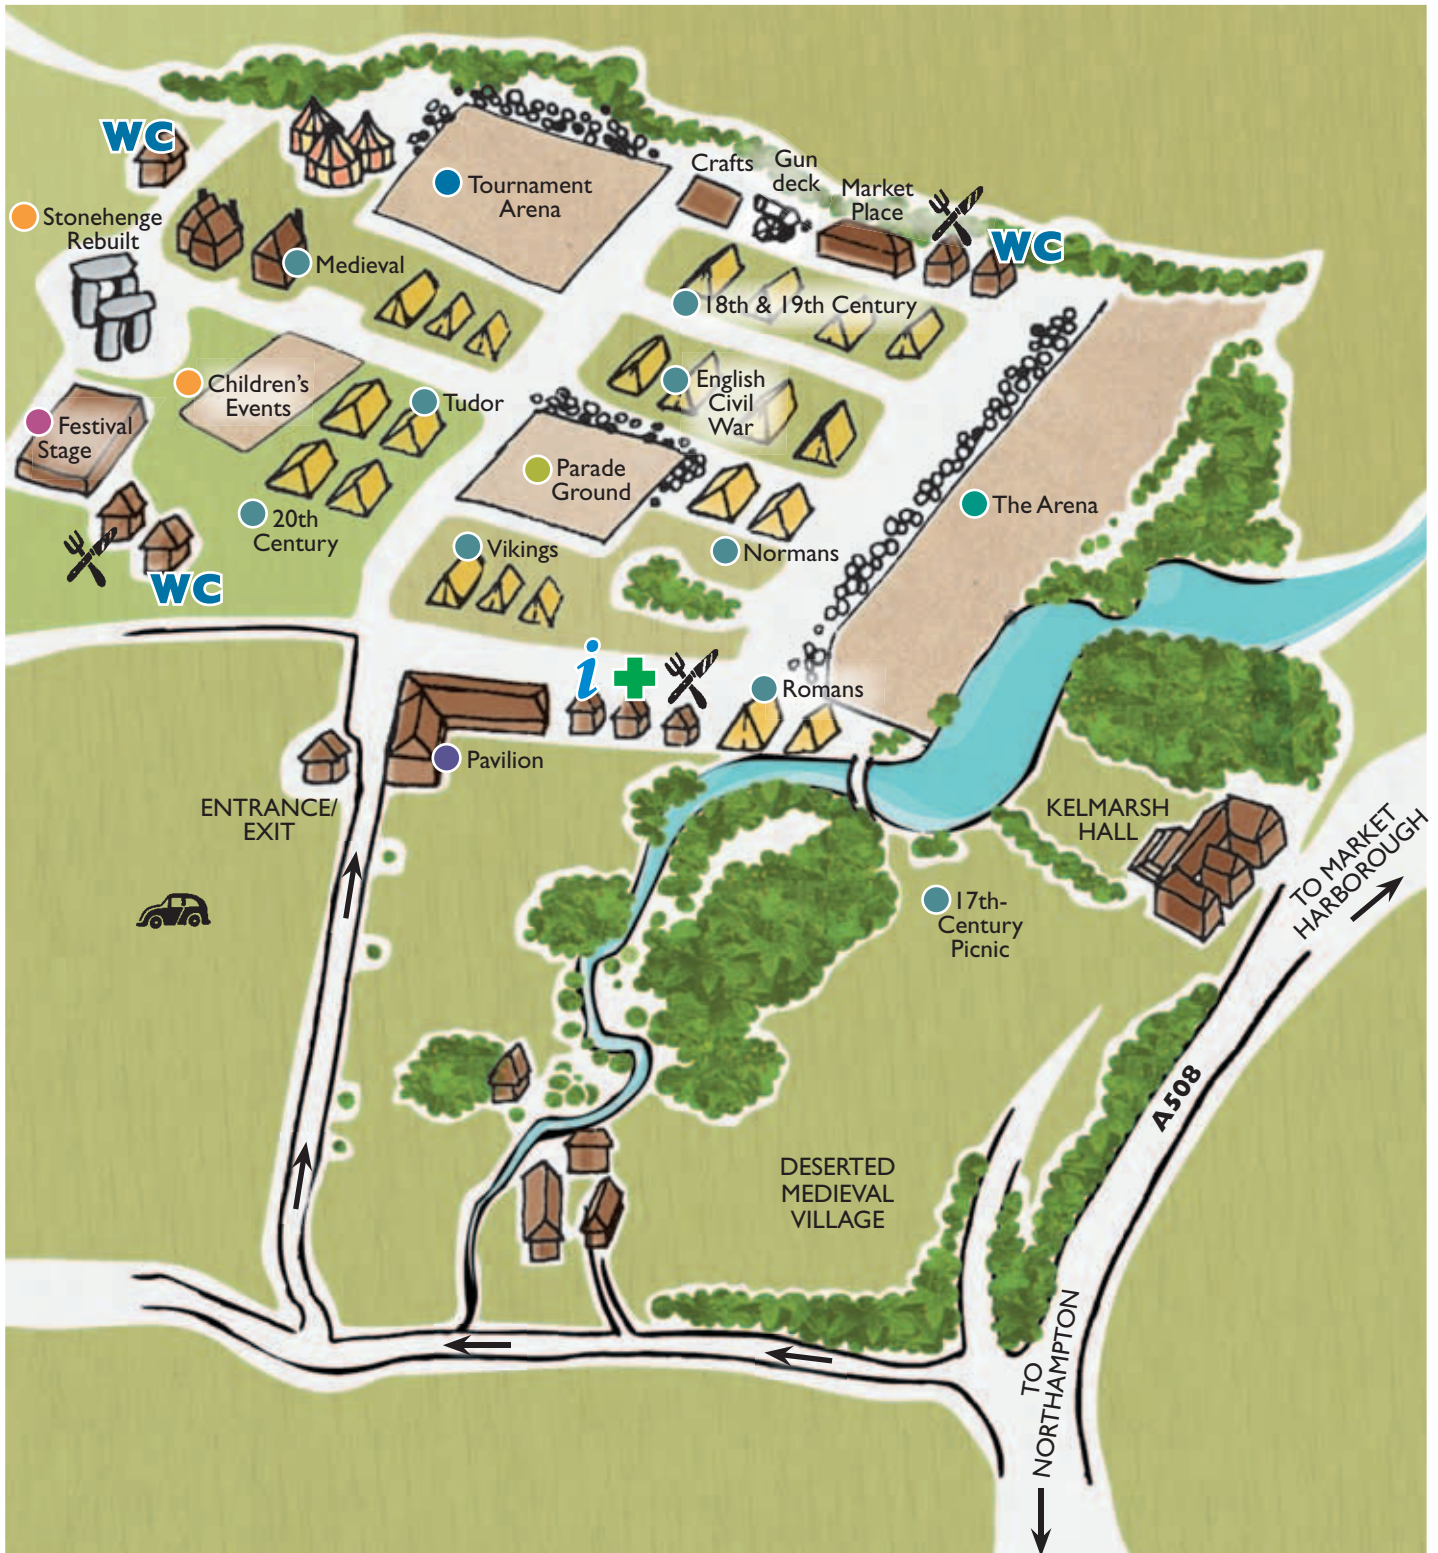 WC
Stonehenge
Rebuilt
Medieval
Tournament
Arena
Crafts
Gun
deck
Market
Place
WC
18th & 19th Century
Children's
Events
Tudor
English
Civil
War
Festival
Stage
Parade
Ground
The Arena
20th
Century
Vikings
Normans
WC
i
Romans
Pavilion
ENTRANCE/
EXIT
KELMARSH
HALL
TO MARKET
HARBOROUGH
17th-
Century
Picnic
A508
DESERTED
MEDIEVAL
VILLAGE
TO
NORTHAMPTON